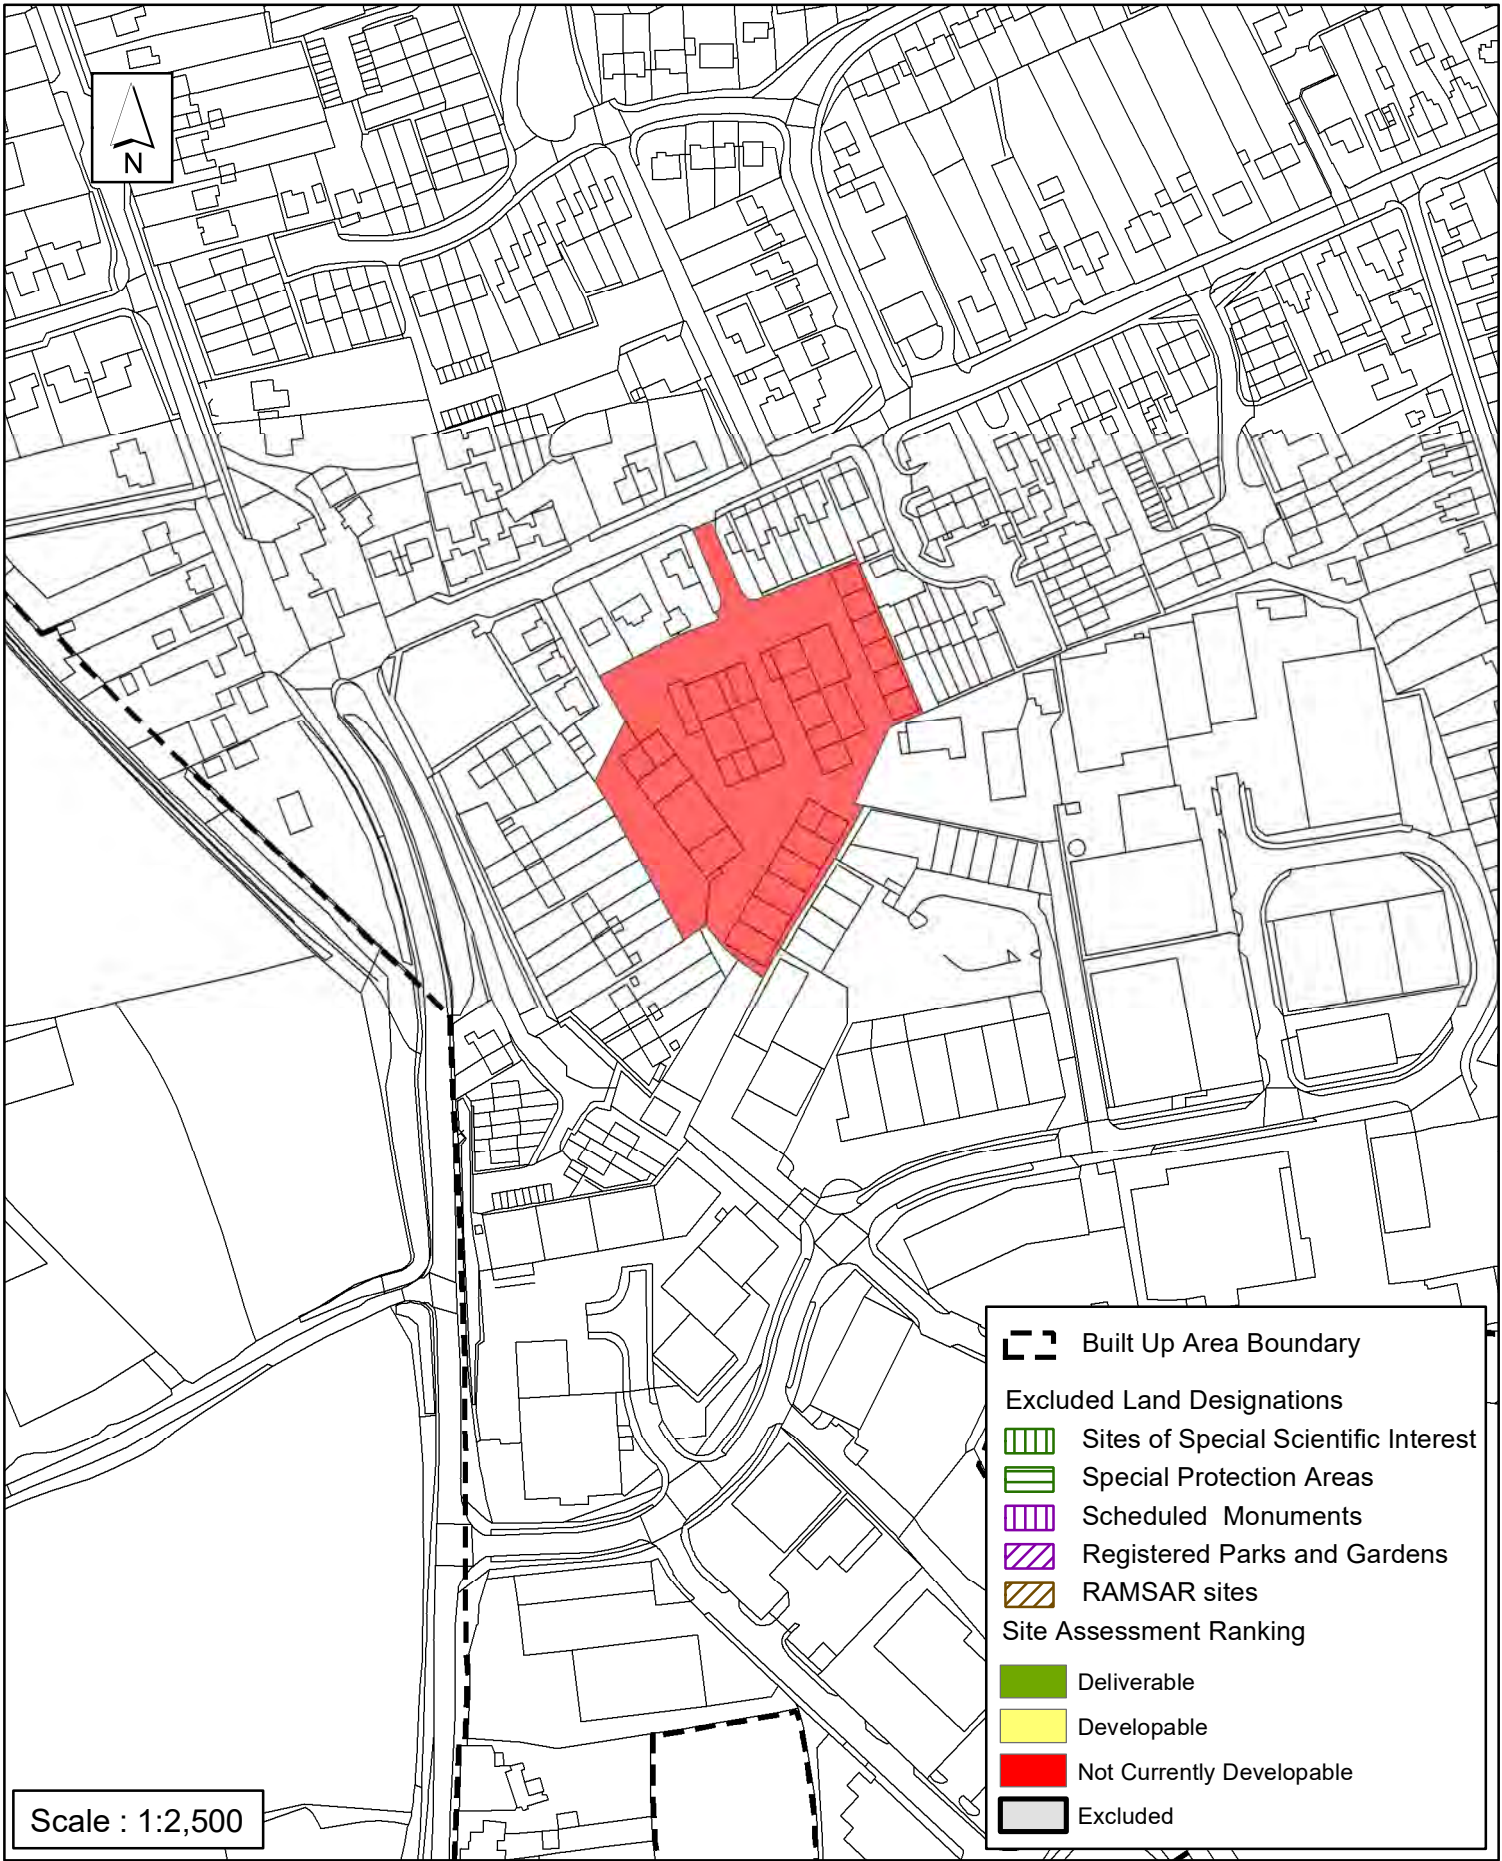 N
Built Up Area Boundary
Excluded Land Designations
Sites of Special Scientific Interest
Special Protection Areas
Scheduled Monuments
Registered Parks and Gardens
RAMSAR sites
Site Assessment Ranking
Deliverable
Developable
Not Currently Developable
Excluded
Scale : 1:2,500